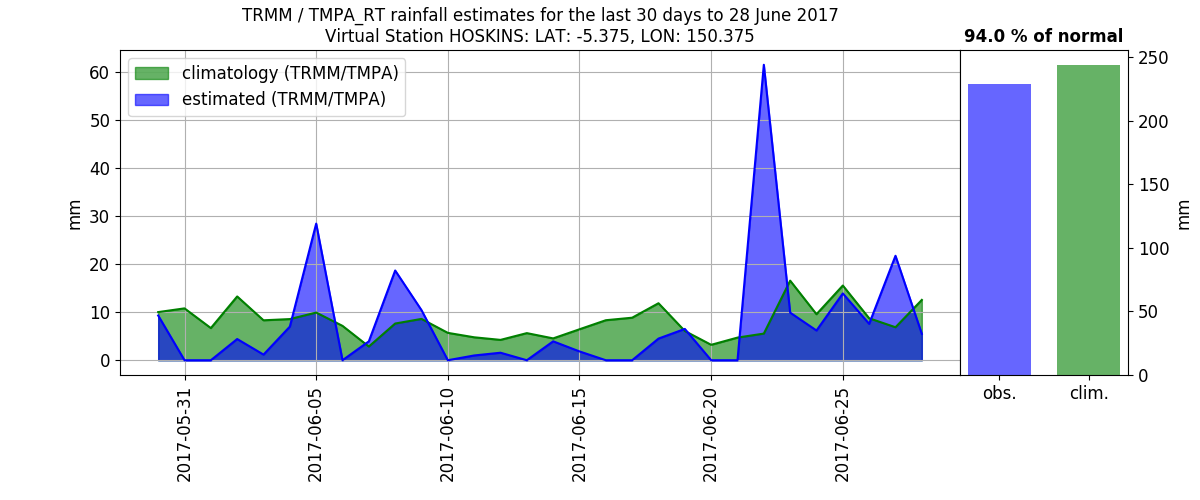 TRMM / TMPA_RT rainfall estimates for the last 30 days to 28 June 2017
Virtual Station HOSKINS: LAT: -5.375, LON: 150.375
94.0 % of normal
climatology (TRMM/TMPA)
estimated (TRMM/TMPA)
mm
60
50
40
30
20
10
0
2017-05-31
2017-06-05
2017-06-10
2017-06-15
2017-06-20
2017-06-25
250
200
150
100
50
0
mm
obs.
clim.